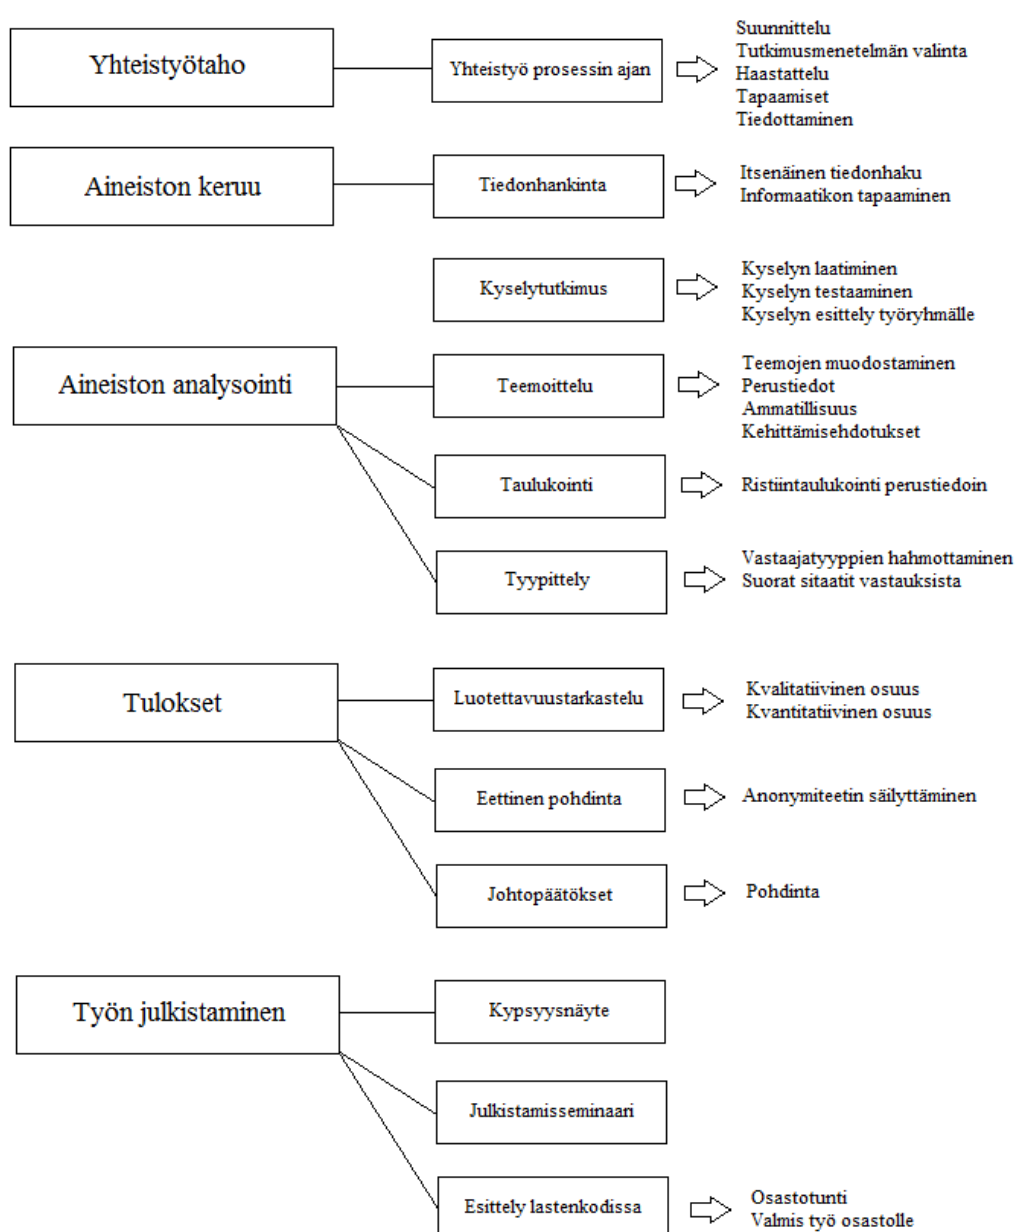 Yhteistyötaho
Yhteistyö prosessin ajan
Suunnittelu
Tutkimusmenetelmän valinta
Haastattelu
Tapaamiset
Tiedottaminen
Aineiston keruu
Tiedonhankinta
Itsenäinen tiedonhaku
Informaatikon tapaaminen
Kyselytutkimus
Kyselyn laatiminen
Kyselyn testaaminen
Kyselyn esittely työryhmälle
Aineiston analysointi
Teemoittelu
Teemojen muodostaminen
Perustiedot
Ammatillisuus
Kehittämisehdotukset
Taulukointi
Ristiintaulukointi perustiedoin
Tyypittely
Vastaajatyyppien hahmottaminen
Suorat sitaatit vastauksista
Tulokset
Luotettavuustarkastelu
Kvalitatiivinen osuus
Kvantitatiivinen osuus
Eettinen pohdinta
Anonymiteetin säilyttäminen
Johtopäätökset
Pohdinta
Työn julkistaminen
Kypsyysnäyte
Julkistamisseminaari
Esittely lastenkodissa
Osastotunti
Valmis työ osastolle